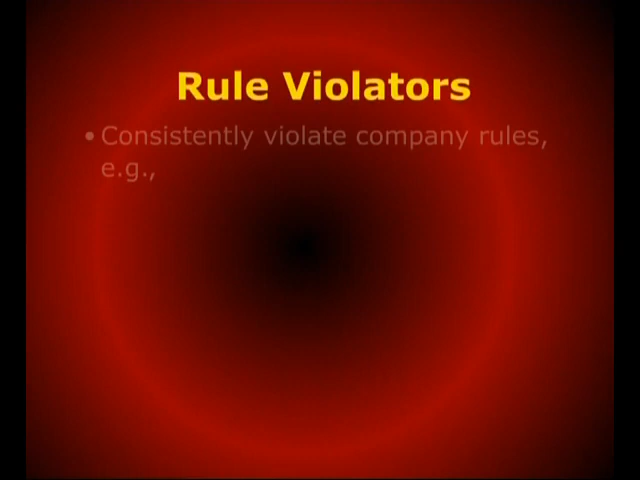 Rule Violators
• Consistently violate company rules,
e.g.,